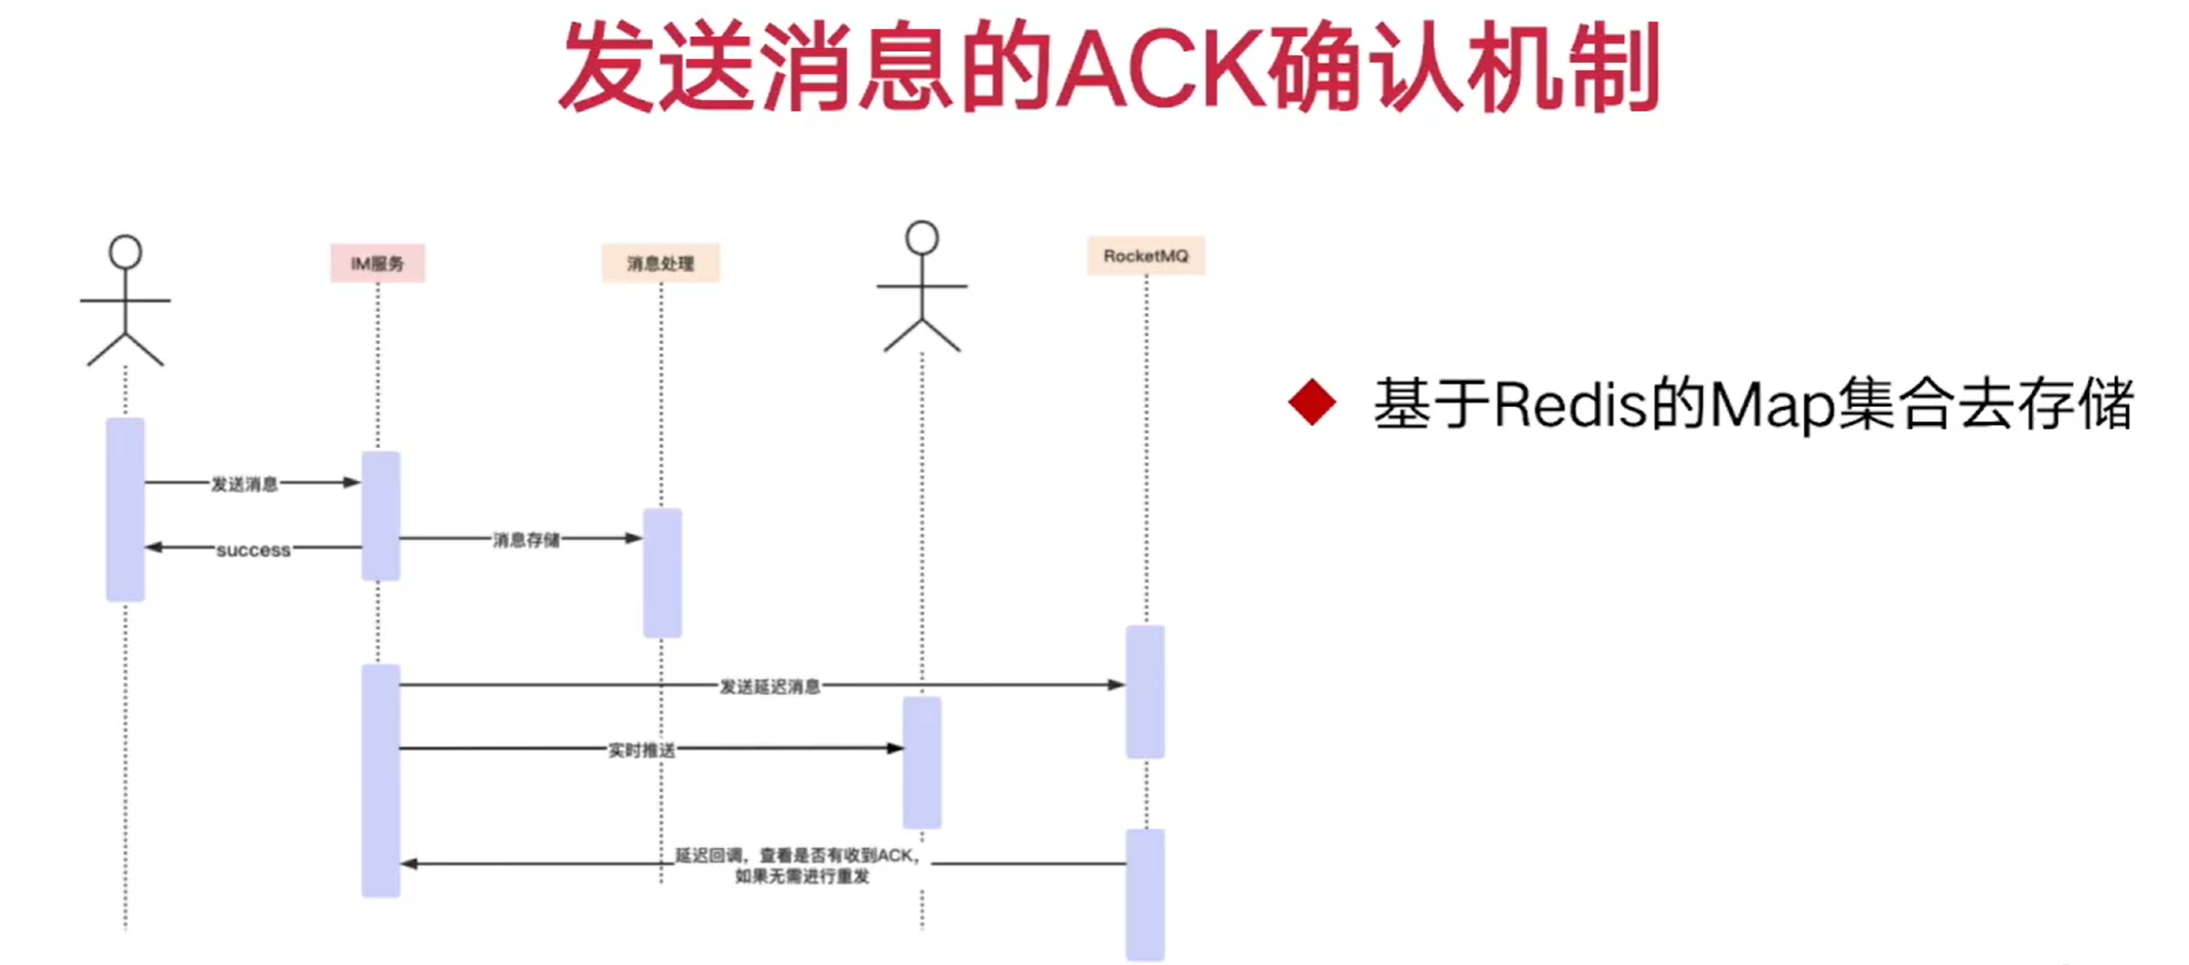 发送消息的ACK确认机制
IM服务
消息处理
RocketMQ
基于Redis的Map集合去存储
发送消息
消息存储
success
发送延迟消息
实时推送
延迟回调，查看是否有收到ACK，
如果无需进行重发